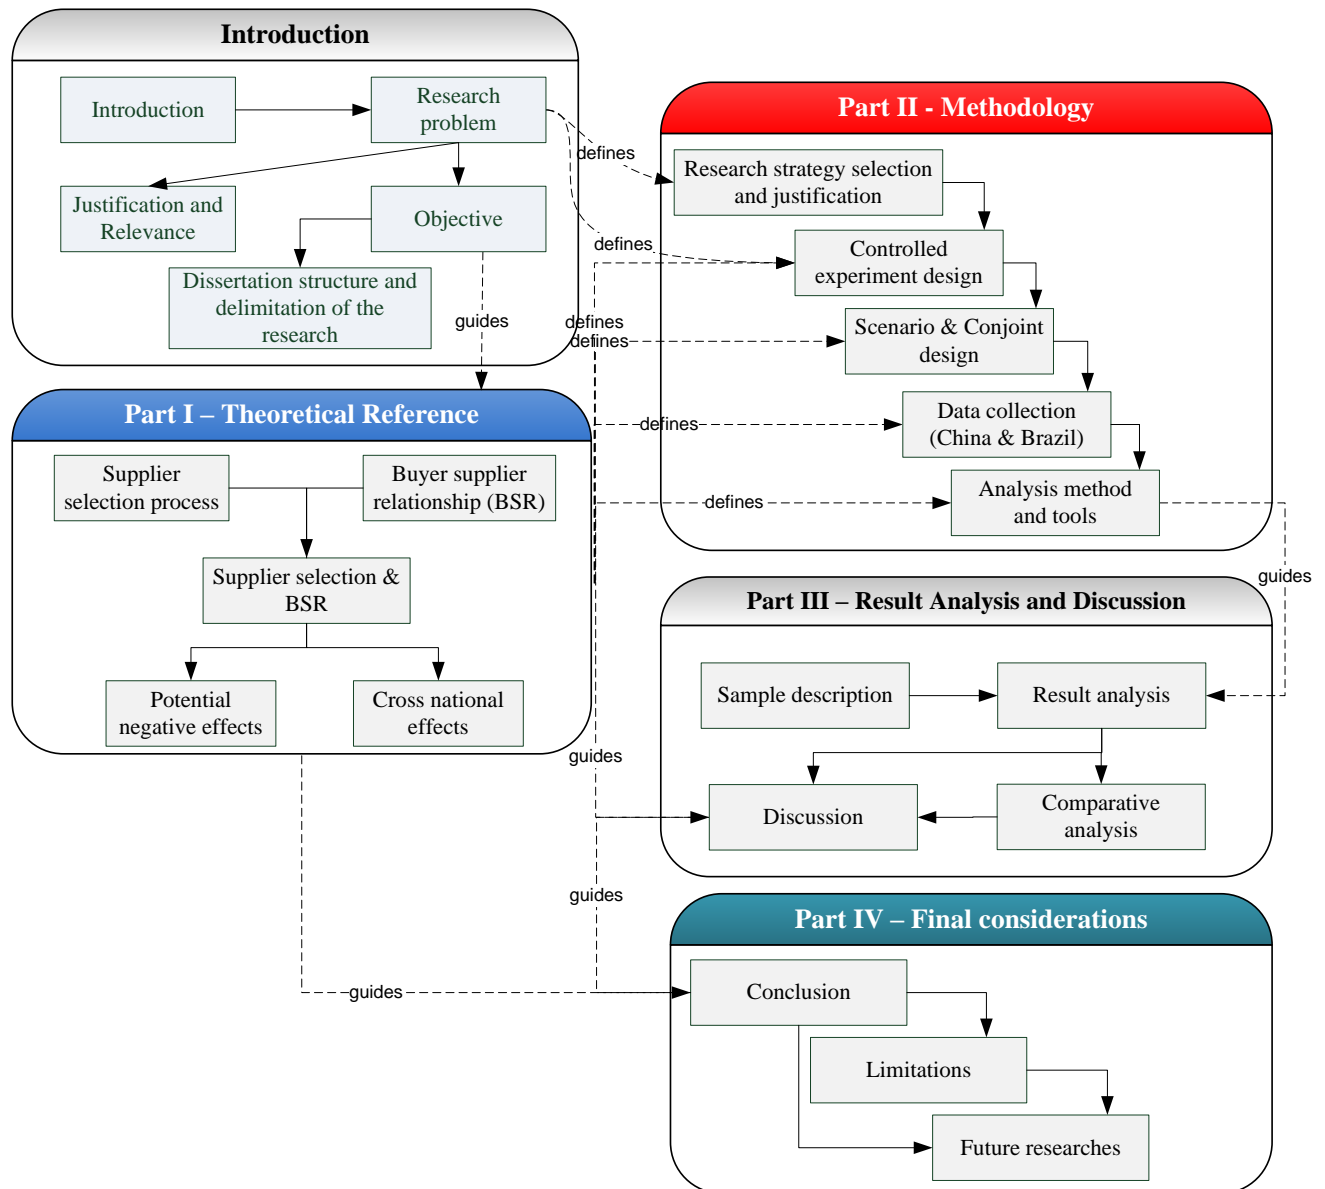 Introduction
Introduction
Research
problem
Justification and
Relevance
Objective
Dissertation structure and
delimitation of the
research
guides
Part I – Theoretical Reference
Supplier
selection process
Buyer supplier
relationship (BSR)
Supplier selection &
BSR
Potential
negative effects
Cross national
effects
Part II - Methodology
defines
Research strategy selection
and justification
defines
Controlled
experiment design
defines
defines
Scenario & Conjoint
design
defines
Data collection
(China & Brazil)
defines
Analysis method
and tools
guides
Part III – Result Analysis and Discussion
Sample description
Result analysis
guides
Discussion
Comparative
analysis
guides
Part IV – Final considerations
guides
Conclusion
Limitations
Future researches